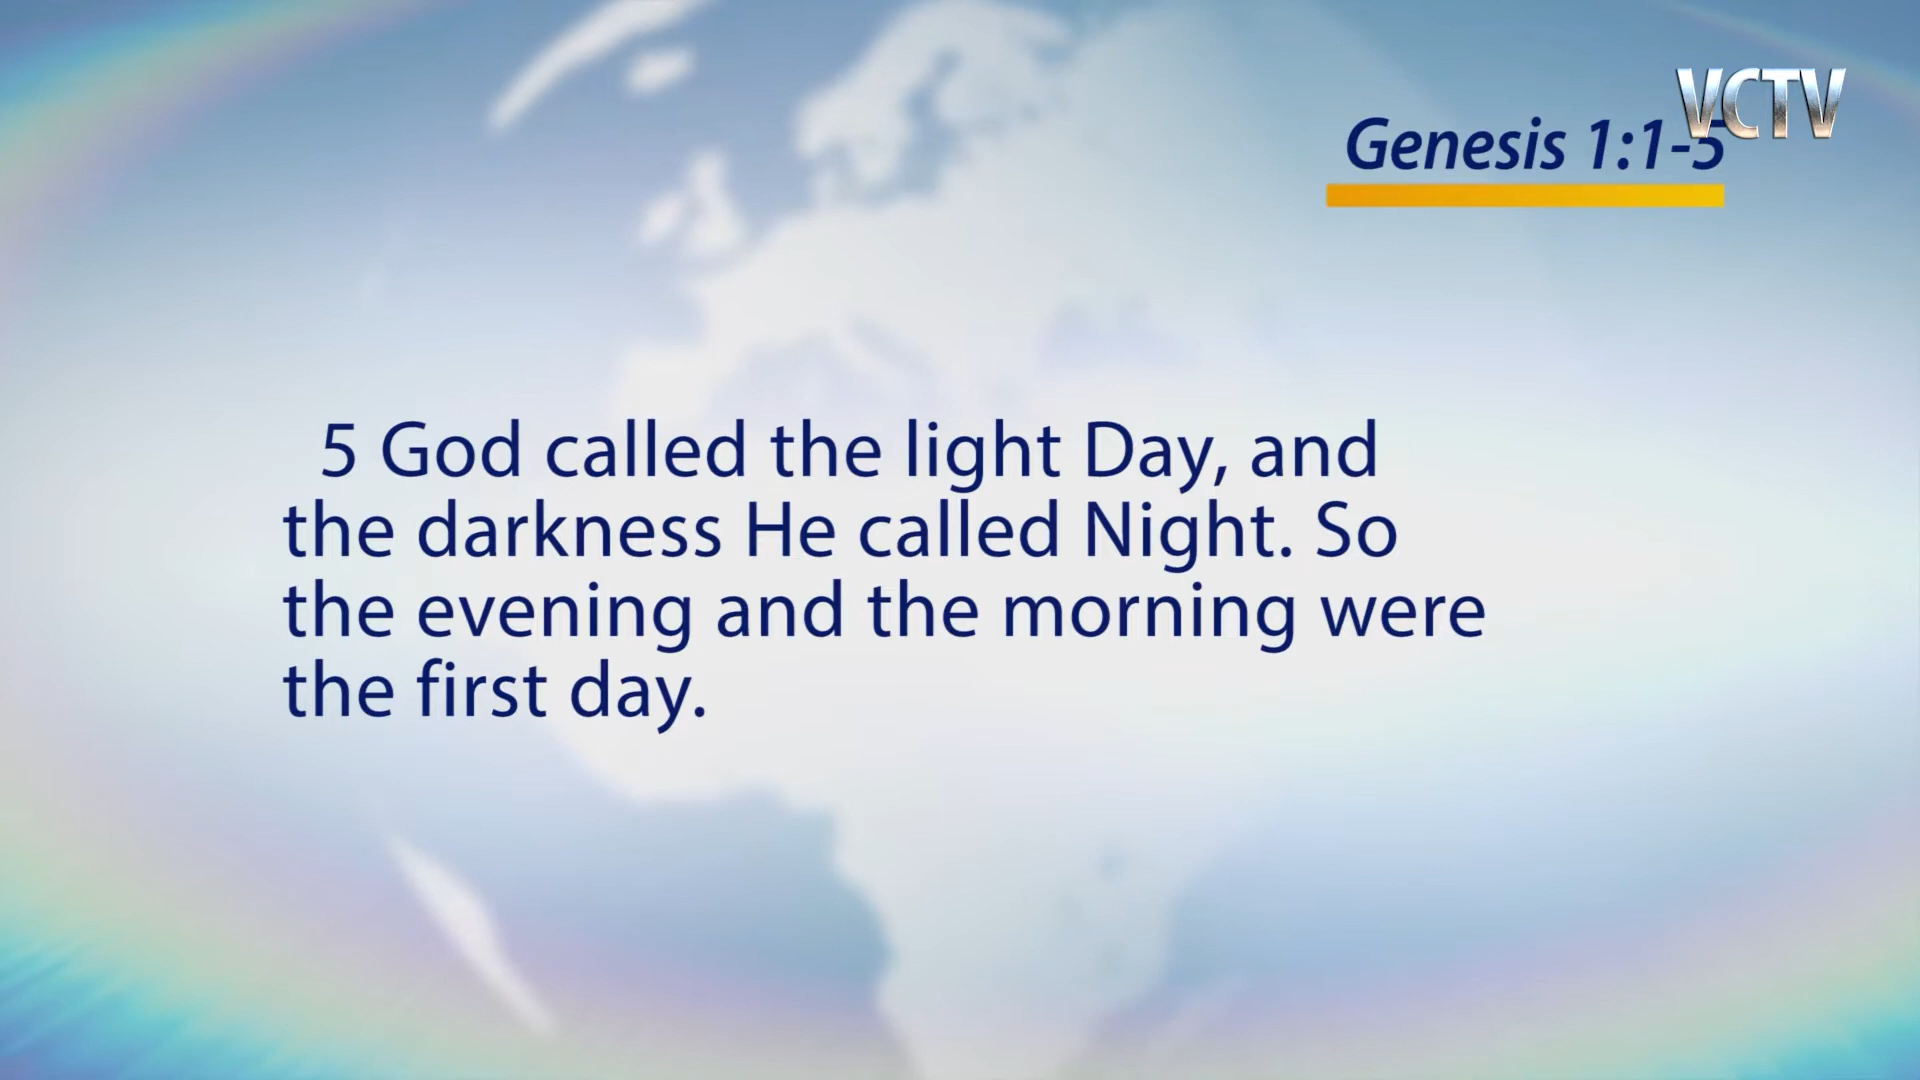 VCTV
Genesis 1:1-5
5 God called the light Day, and
the darkness He called Night. So
the evening and the morning were
the first day.